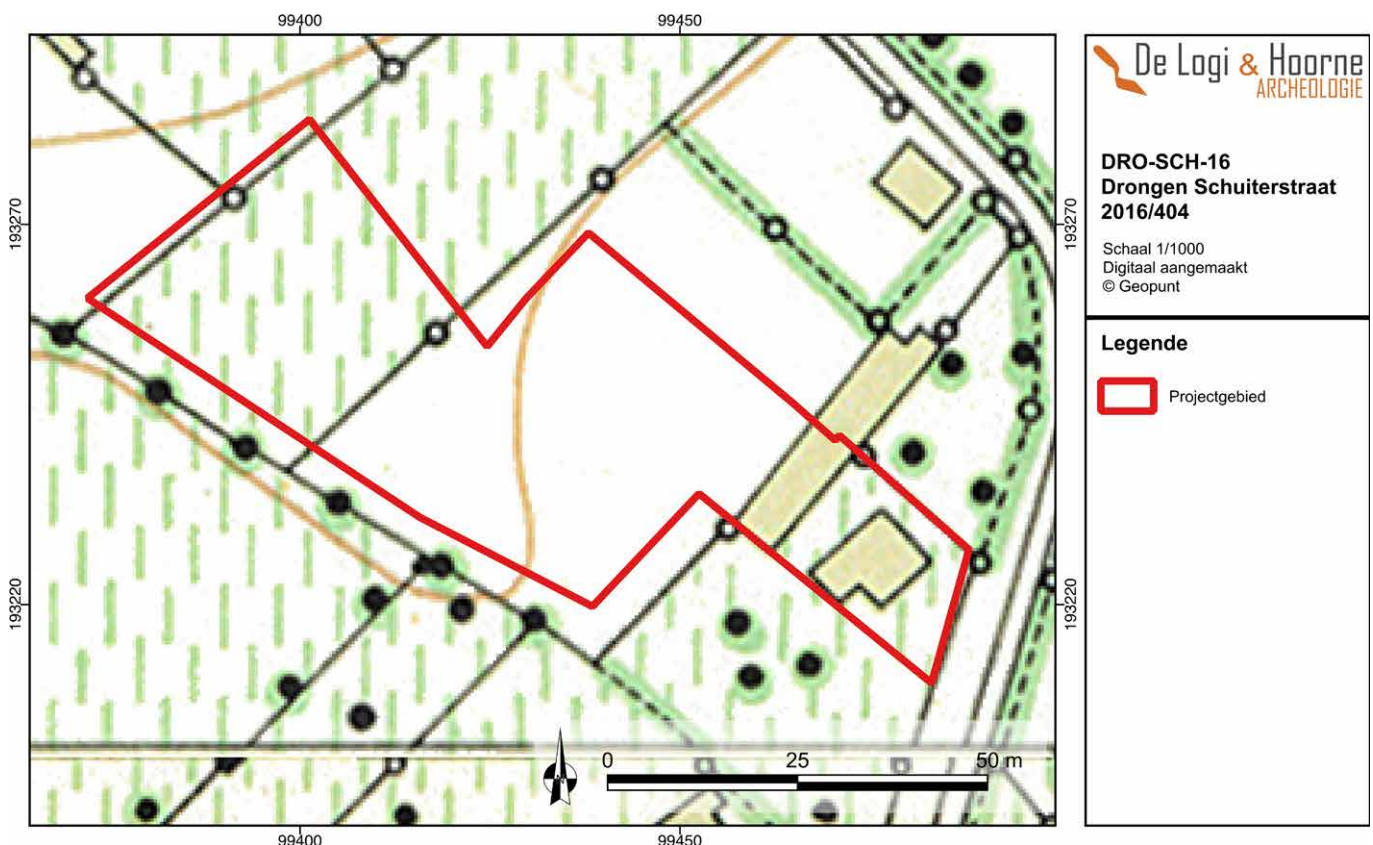 99400
99450
193270
193270
193220
193220
0
25
50 m
99400
99450
De Logi & Hoorne
ARCHEOLOGIE
DRO-SCH-16
Drongen Schuiterstraat
2016/404
Schaal 1/1000
Digitaal aangemaakt
© Geopunt
Legende
Projectgebied